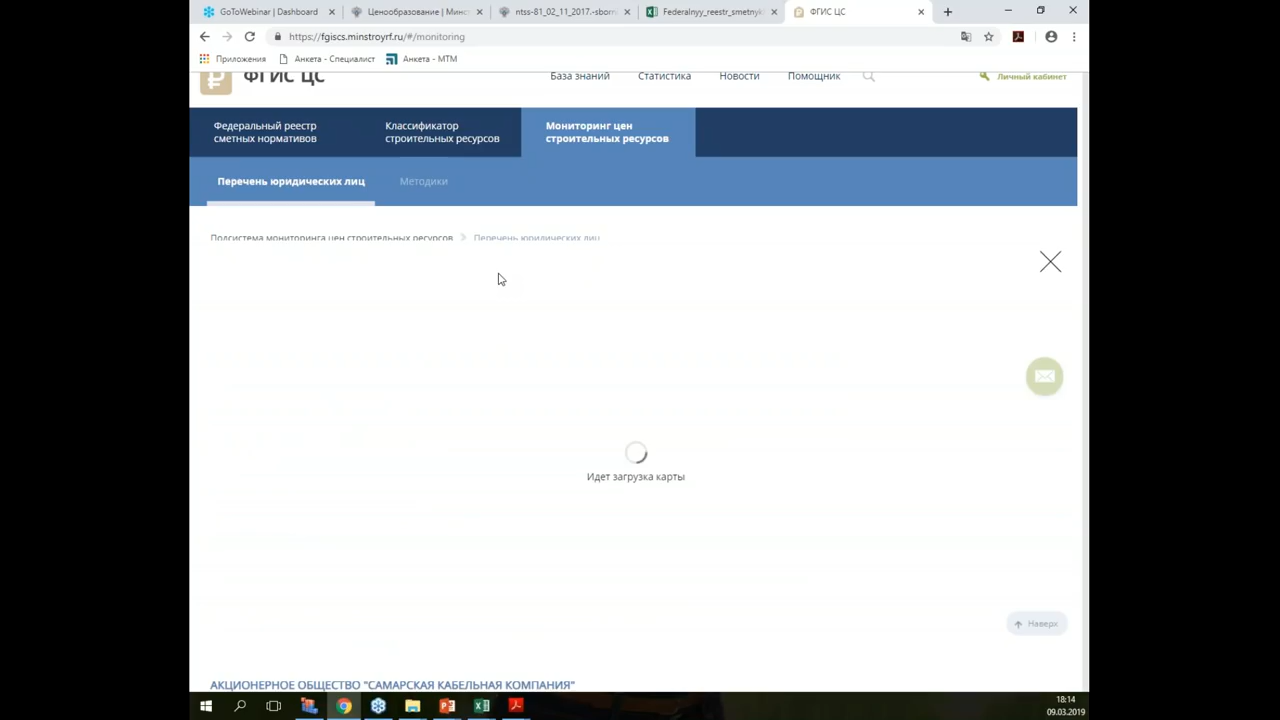 GoToWebinar | Dashboard
Ценообразование | Минс
ntss-81_02_11_2017.-sborn
Federalnyy_reestr_smetnyk
ФГИС ЦС
https://fgiscs.minstroyrf.ru/#/monitoring
Приложения
Анкета - Специалист
Анкета - МТМ
ФГИС ЦС
База знаний
Статистика
Новости
Помощник
Личный кабинет
Федеральный реестр
сметных нормативов
Классификатор
строительных ресурсов
Мониторинг цен
строительных ресурсов
Перечень юридических лиц
Методики
Подсистема мониторинга цен строительных ресурсов
Перечень юридических лиц
Идет загрузка карты
Наверх
АКЦИОНЕРНОЕ ОБЩЕСТВО "САМАРСКАЯ КАБЕЛЬНАЯ КОМПАНИЯ"
18:14
09.03.2019